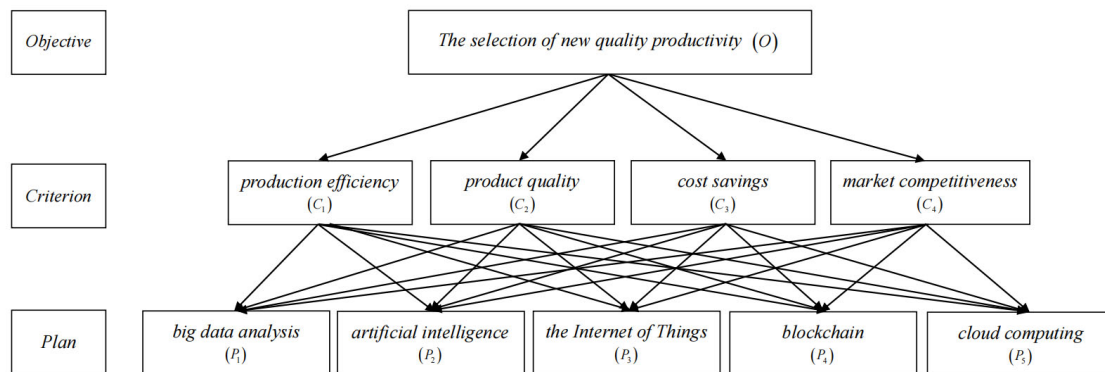 Objective
The selection of new quality productivity (O)
Criterion
production efficiency
(C₁)
product quality
(C₂)
cost savings
(C₃)
market competitiveness
(C₄)
Plan
big data analysis
(P₁)
artificial intelligence
(P₂)
the Internet of Things
(P₃)
blockchain
(P₄)
cloud computing
(P₅)